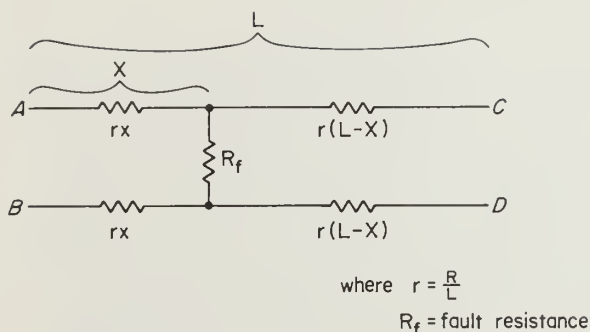 L
X
A rx r(L-X) C
R_f
B rx r(L-X) D
where r = R/L
R_f = fault resistance